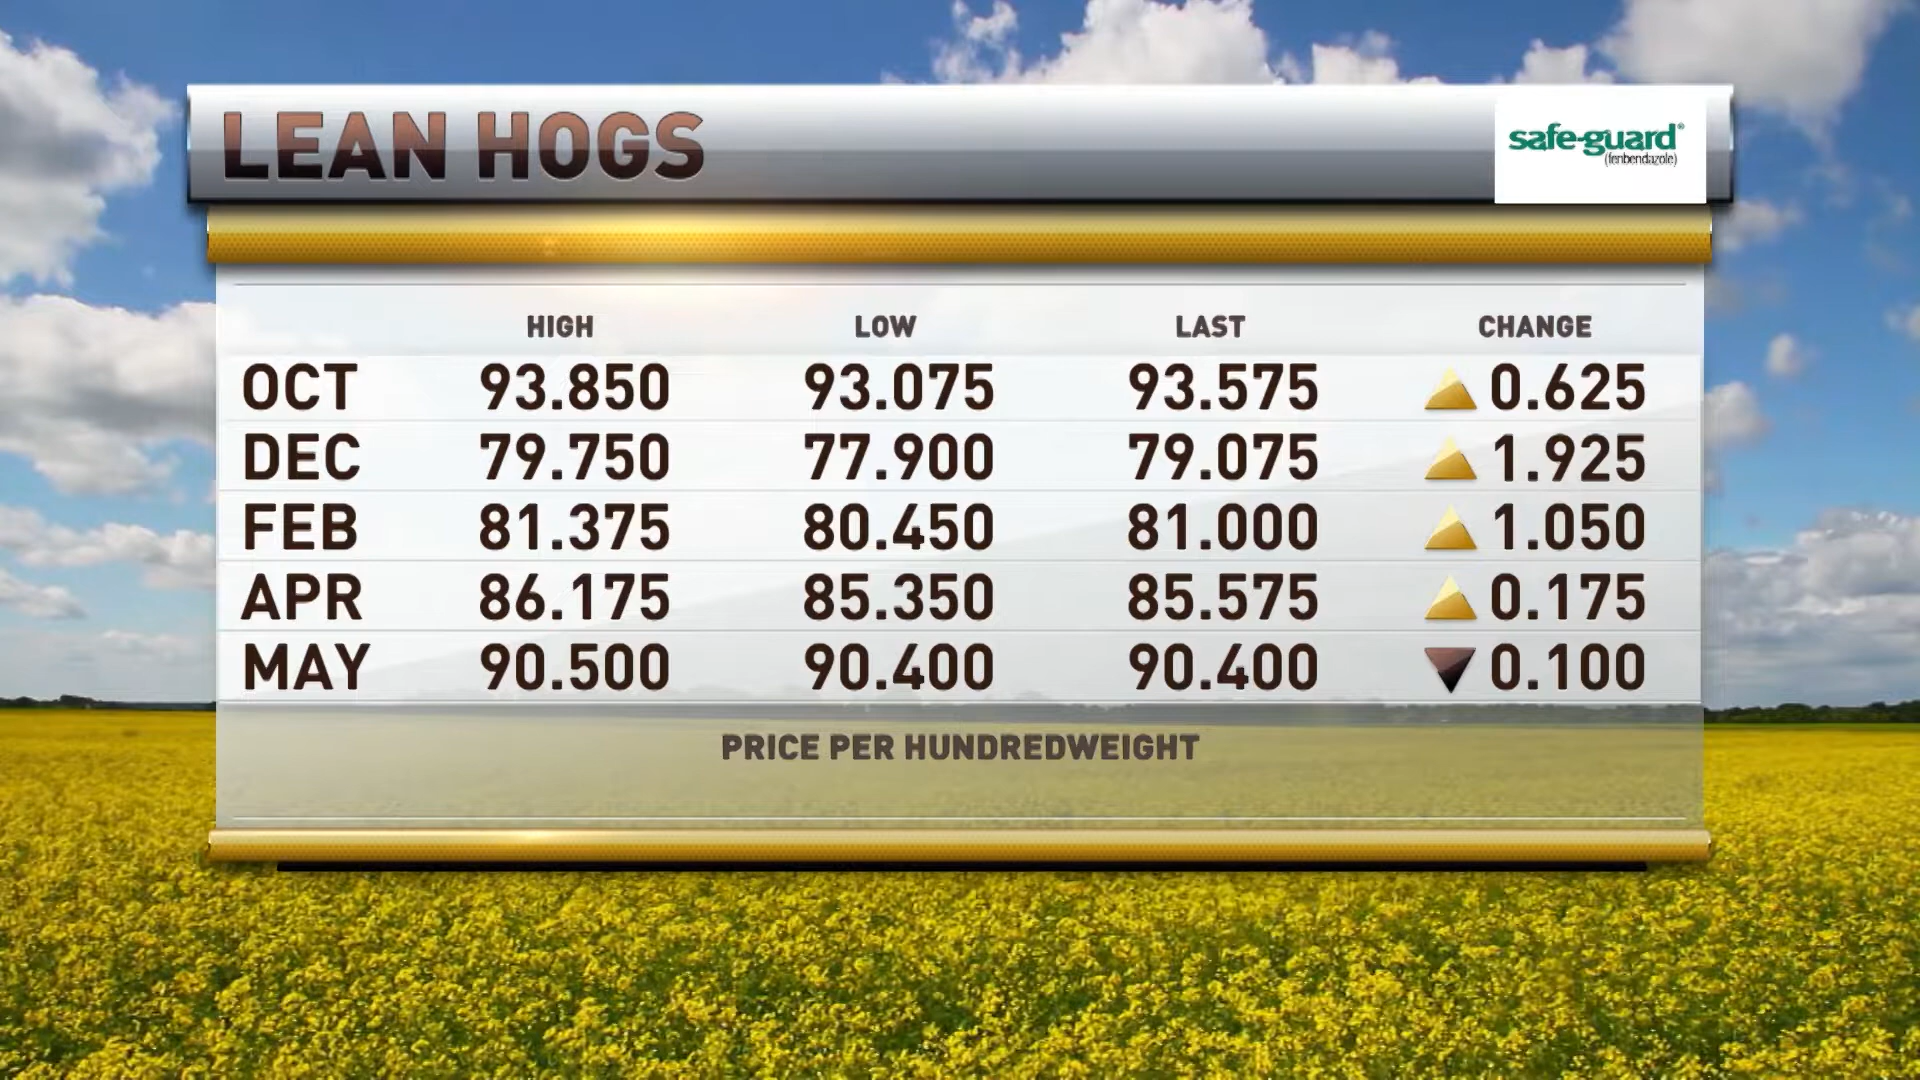 LEAN HOGS
safe-guard®
(fenbendazole)
HIGH LOW LAST CHANGE
OCT 93.850 93.075 93.575 ▲ 0.625
DEC 79.750 77.900 79.075 ▲ 1.925
FEB 81.375 80.450 81.000 ▲ 1.050
APR 86.175 85.350 85.575 ▲ 0.175
MAY 90.500 90.400 90.400 ▼ 0.100
PRICE PER HUNDREDWEIGHT